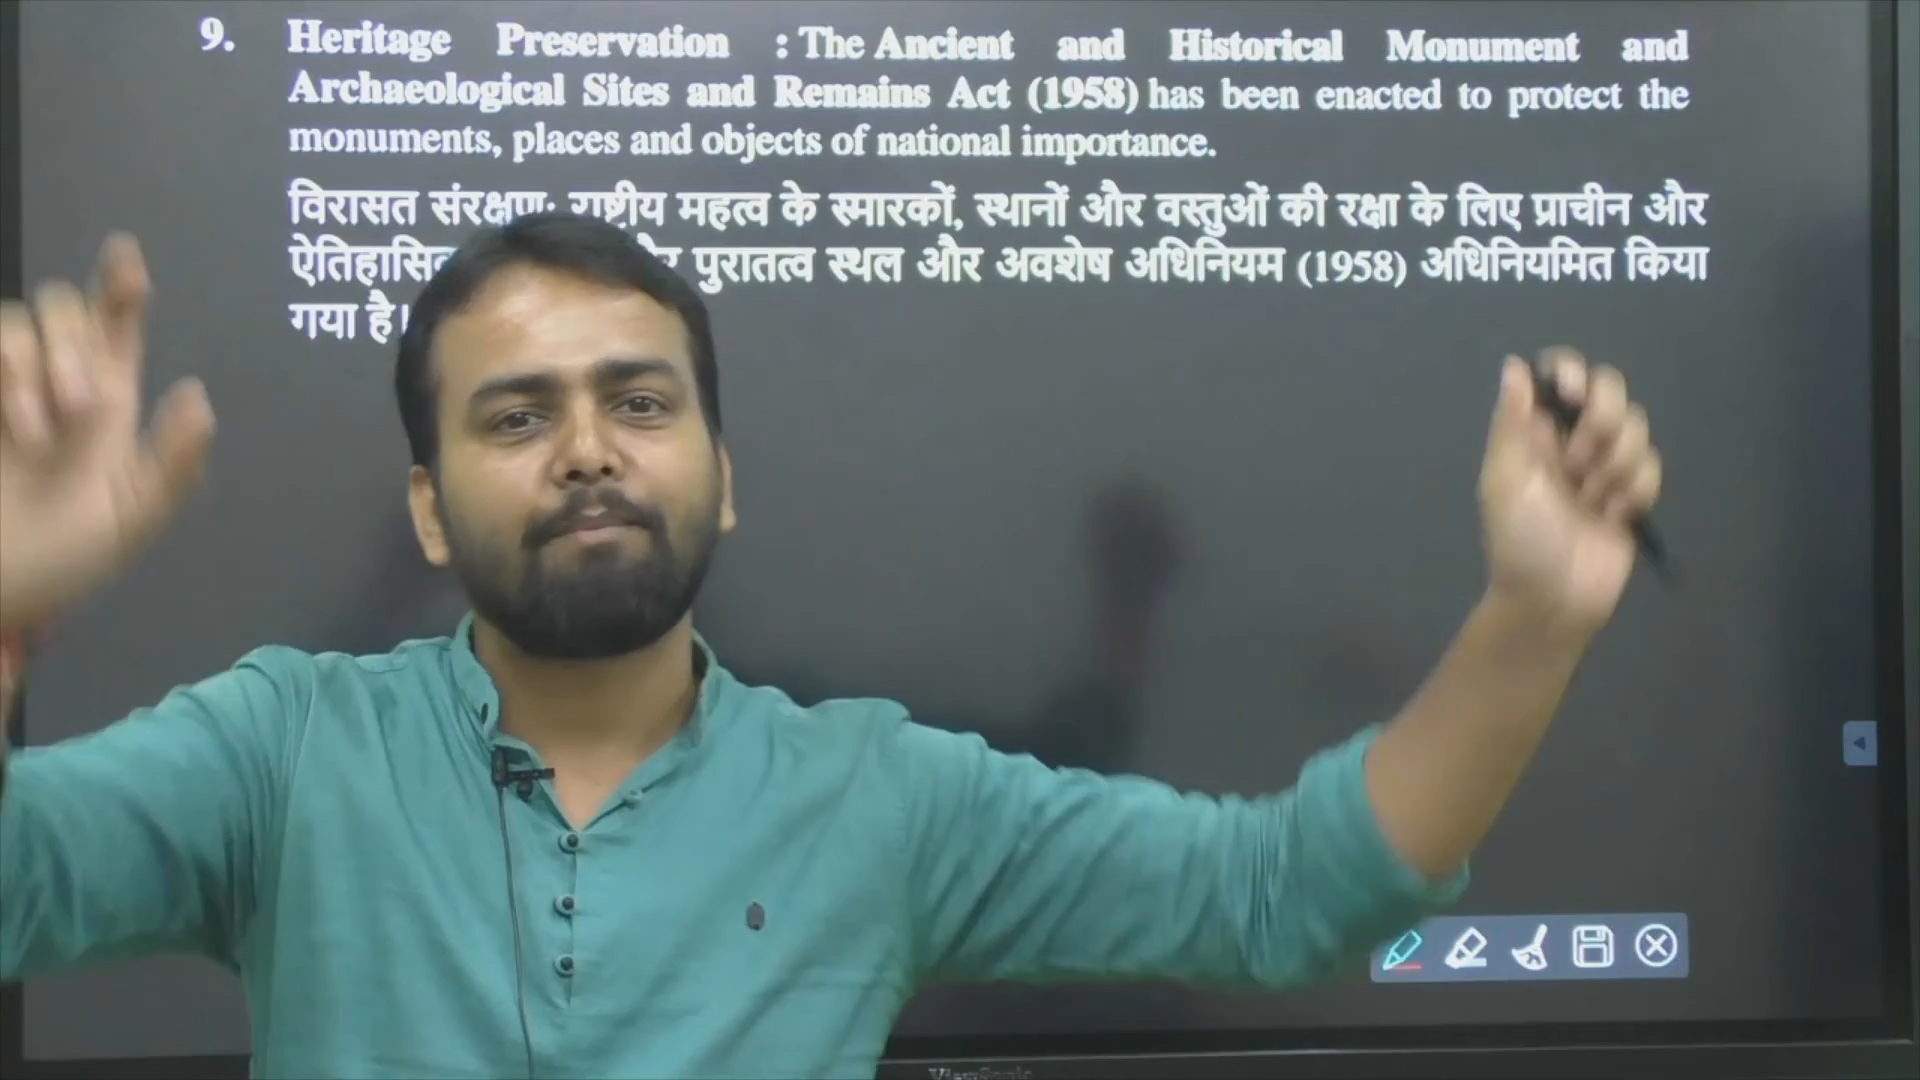 9. Heritage Preservation : The Ancient and Historical Monument and
Archaeological Sites and Remains Act (1958) has been enacted to protect the
monuments, places and objects of national importance.
विरासत संरक्षण: राष्ट्रीय महत्व के स्मारकों, स्थानों और वस्तुओं की रक्षा के लिए प्राचीन और
पुरातत्व स्थल और अवशेष अधिनियम (1958) अधिनियमित किया
गया है।
ViewSonic